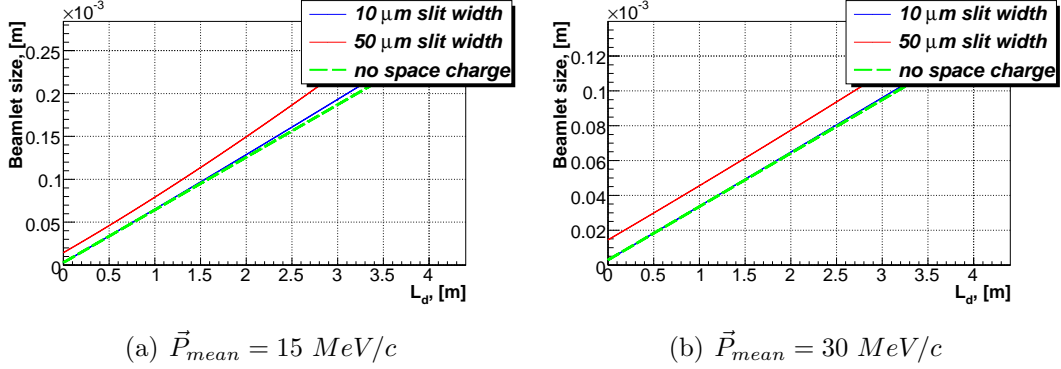 ×10⁻³
Beamlet size, [m]
0.25
0.2
0.15
0.1
0.05
0
0 0.5 1 1.5 2 2.5 3 3.5 4
L_d, [m]
10 μm slit width
50 μm slit width
no space charge
(a) P⃗_mean = 15 MeV/c
×10⁻³
Beamlet size, [m]
0.12
0.1
0.08
0.06
0.04
0.02
0
0 0.5 1 1.5 2 2.5 3 3.5 4
L_d, [m]
10 μm slit width
50 μm slit width
no space charge
(b) P⃗_mean = 30 MeV/c